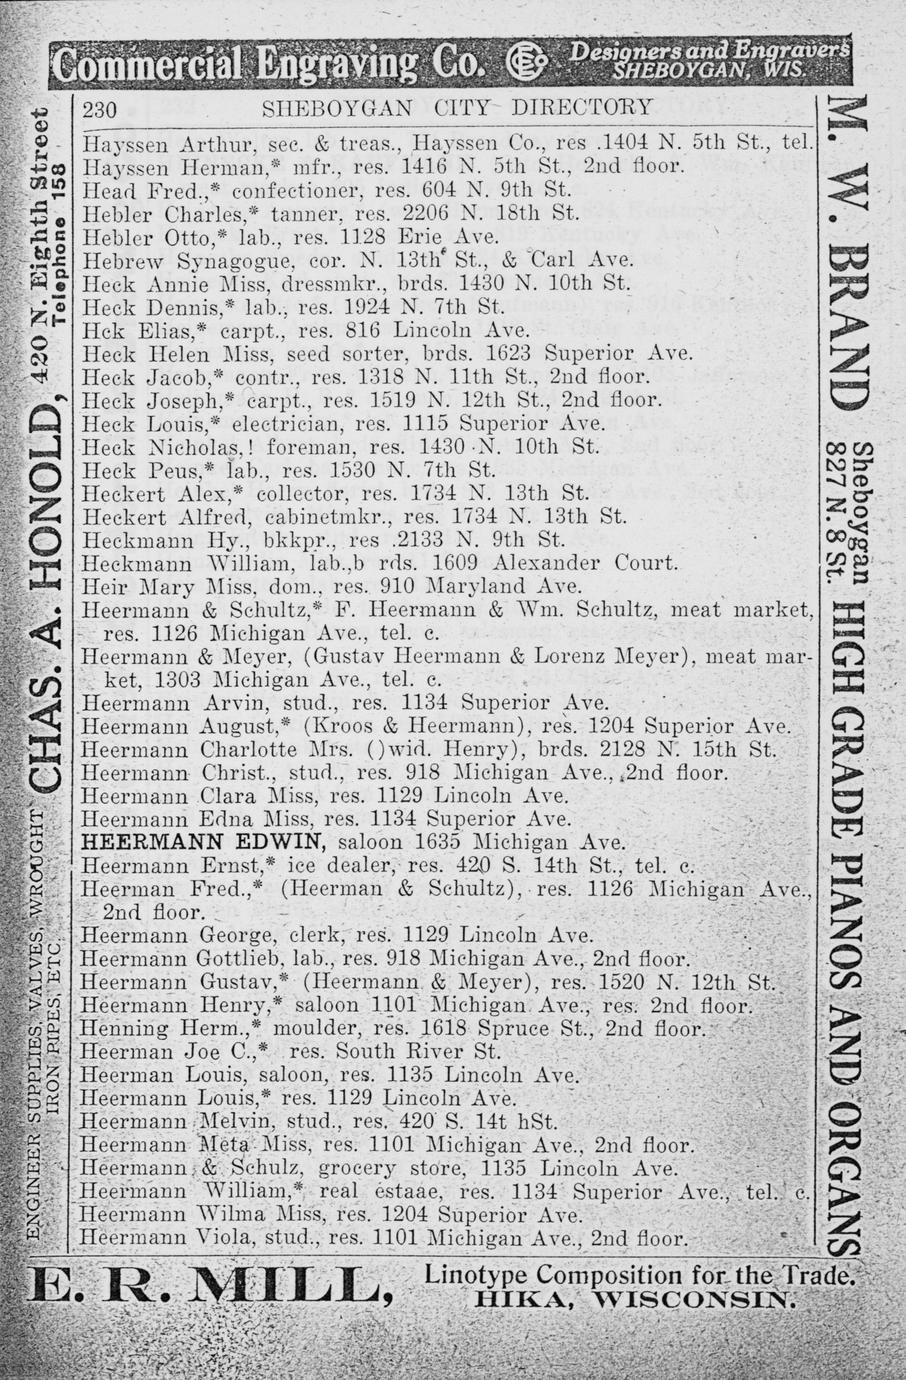 Commercial Engraving Co. CECo Designers and Engravers
SHEBOYGAN, WIS.
230 SHEBOYGAN CITY DIRECTORY
Hayssen Arthur, sec. & treas., Hayssen Co., res .1404 N. 5th St., tel.
Hayssen Herman,* mfr., res. 1416 N. 5th St., 2nd floor.
Head Fred.,* confectioner, res. 604 N. 9th St.
Hebler Charles,* tanner, res. 2206 N. 18th St.
Hebler Otto,* lab., res. 1128 Erie Ave.
Hebrew Synagogue, cor. N. 13th St., & Carl Ave.
Heck Annie Miss, dressmkr., brds. 1430 N. 10th St.
Heck Dennis,* lab., res. 1924 N. 7th St.
Hck Elias,* carpt., res. 816 Lincoln Ave.
Heck Helen Miss, seed sorter, brds. 1623 Superior Ave.
Heck Jacob,* contr., res. 1318 N. 11th St., 2nd floor.
Heck Joseph,* carpt., res. 1519 N. 12th St., 2nd floor.
Heck Louis,* electrician, res. 1115 Superior Ave.
Heck Nicholas,! foreman, res. 1430 N. 10th St.
Heck Peus,* lab., res. 1530 N. 7th St.
Heckert Alex,* collector, res. 1734 N. 13th St.
Heckert Alfred, cabinetmkr., res. 1734 N. 13th St.
Heckmann Hy., bkkpr., res .2133 N. 9th St.
Heckmann William, lab.,b rds. 1609 Alexander Court.
Heir Mary Miss, dom., res. 910 Maryland Ave.
Heermann & Schultz,* F. Heermann & Wm. Schultz, meat market,
res. 1126 Michigan Ave., tel. c.
Heermann & Meyer, (Gustav Heermann & Lorenz Meyer), meat mar-
ket, 1303 Michigan Ave., tel. c.
Heermann Arvin, stud., res. 1134 Superior Ave.
Heermann August,* (Kroos & Heermann), res. 1204 Superior Ave.
Heermann Charlotte Mrs. ()wid. Henry), brds. 2128 N. 15th St.
Heermann Christ., stud., res. 918 Michigan Ave., 2nd floor.
Heermann Clara Miss, res. 1129 Lincoln Ave.
Heermann Edna Miss, res. 1134 Superior Ave.
HEERMANN EDWIN, saloon 1635 Michigan Ave.
Heermann Ernst,* ice dealer, res. 420 S. 14th St., tel. c.
Heerman Fred.,* (Heerman & Schultz), res. 1126 Michigan Ave.,
2nd floor.
Heermann George, clerk, res. 1129 Lincoln Ave.
Heermann Gottlieb, lab., res. 918 Michigan Ave., 2nd floor.
Heermann Gustav,* (Heermann & Meyer), res. 1520 N. 12th St.
Heermann Henry,* saloon 1101 Michigan Ave., res. 2nd floor.
Henning Herm.,* moulder, res. 1618 Spruce St., 2nd floor.
Heerman Joe C.,* res. South River St.
Heerman Louis, saloon, res. 1135 Lincoln Ave.
Heermann Louis,* res. 1129 Lincoln Ave.
Heermann Melvin, stud., res. 420 S. 14t hSt.
Heermann Meta Miss, res. 1101 Michigan Ave., 2nd floor.
Heermann & Schulz, grocery store, 1135 Lincoln Ave.
Heermann William,* real estaae, res. 1134 Superior Ave., tel. c.
Heermann Wilma Miss, res. 1204 Superior Ave.
Heermann Viola, stud., res. 1101 Michigan Ave., 2nd floor.
CHAS. A. HONOLD, 420 N. Eighth Street
Telephone 158
ENGINEER SUPPLIES, VALVES, WROUGHT
IRON PIPES, ETC.
M. W. BRAND Sheboygan
827 N. 8 St. HIGH GRADE PIANOS AND ORGANS
E. R. MILL, Linotype Composition for the Trade.
HIKA, WISCONSIN.